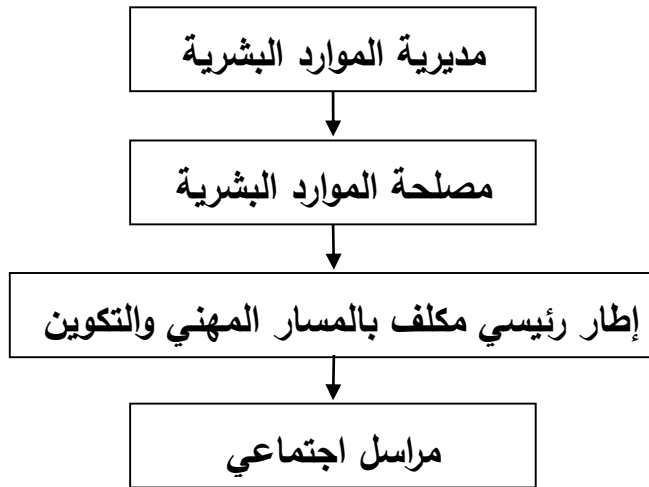 مديرية الموارد البشرية
مصلحة الموارد البشرية
إطار رئيسي مكلف بالمسار المهني والتكوين
مراسل اجتماعي